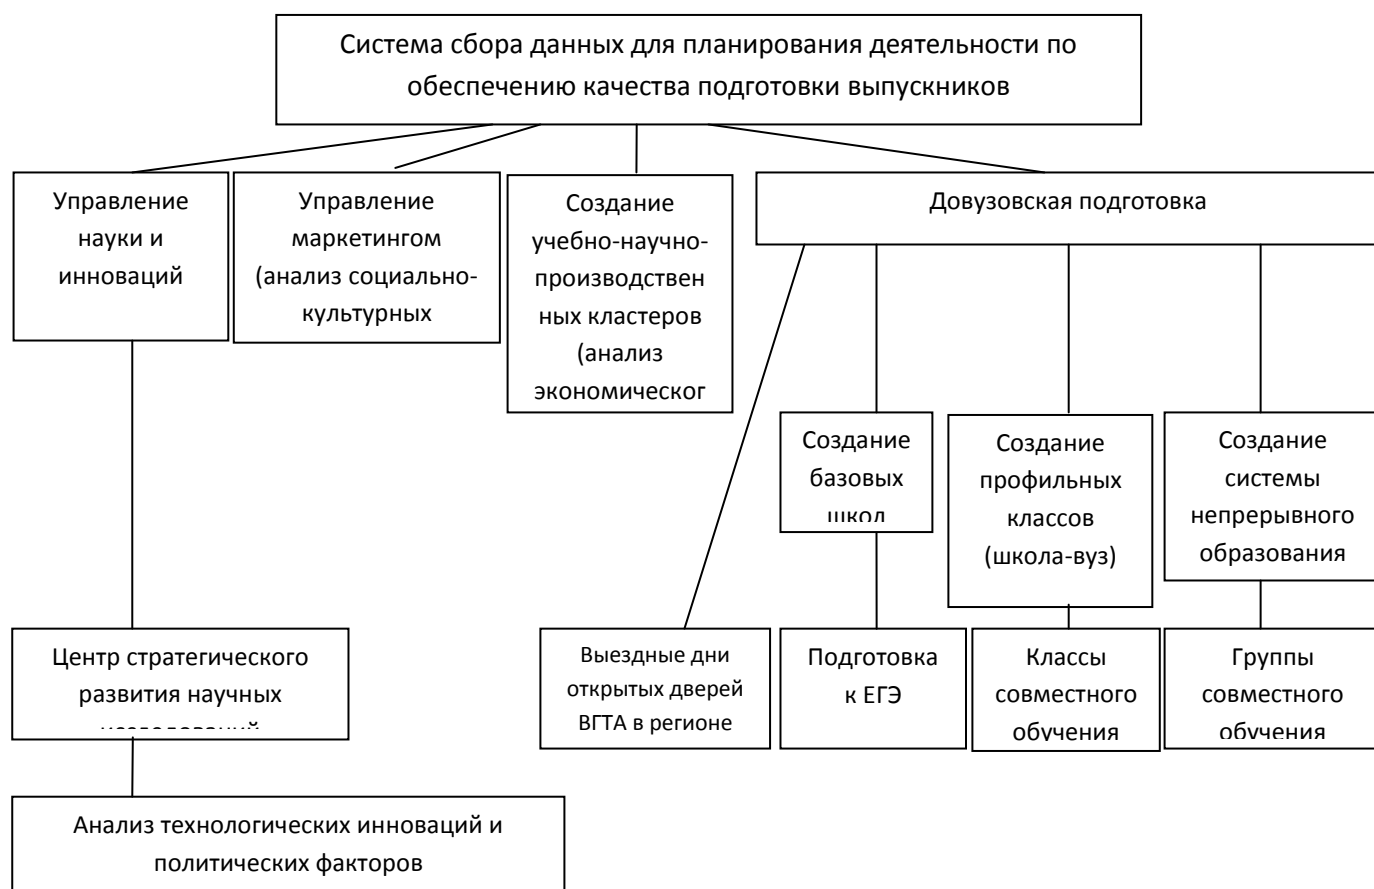 Система сбора данных для планирования деятельности по
обеспечению качества подготовки выпускников
Управление
науки и
инноваций
Управление
маркетингом
(анализ социально-
культурных
Создание
учебно-научно-
производствен
ных кластеров
(анализ
экономическог
Довузовская подготовка
Создание
базовых
школ
Создание
профильных
классов
(школа-вуз)
Создание
системы
непрерывного
образования
Центр стратегического
развития научных
Выездные дни
открытых дверей
ВГТА в регионе
Подготовка
к ЕГЭ
Классы
совместного
обучения
Группы
совместного
обучения
Анализ технологических инноваций и
политических факторов